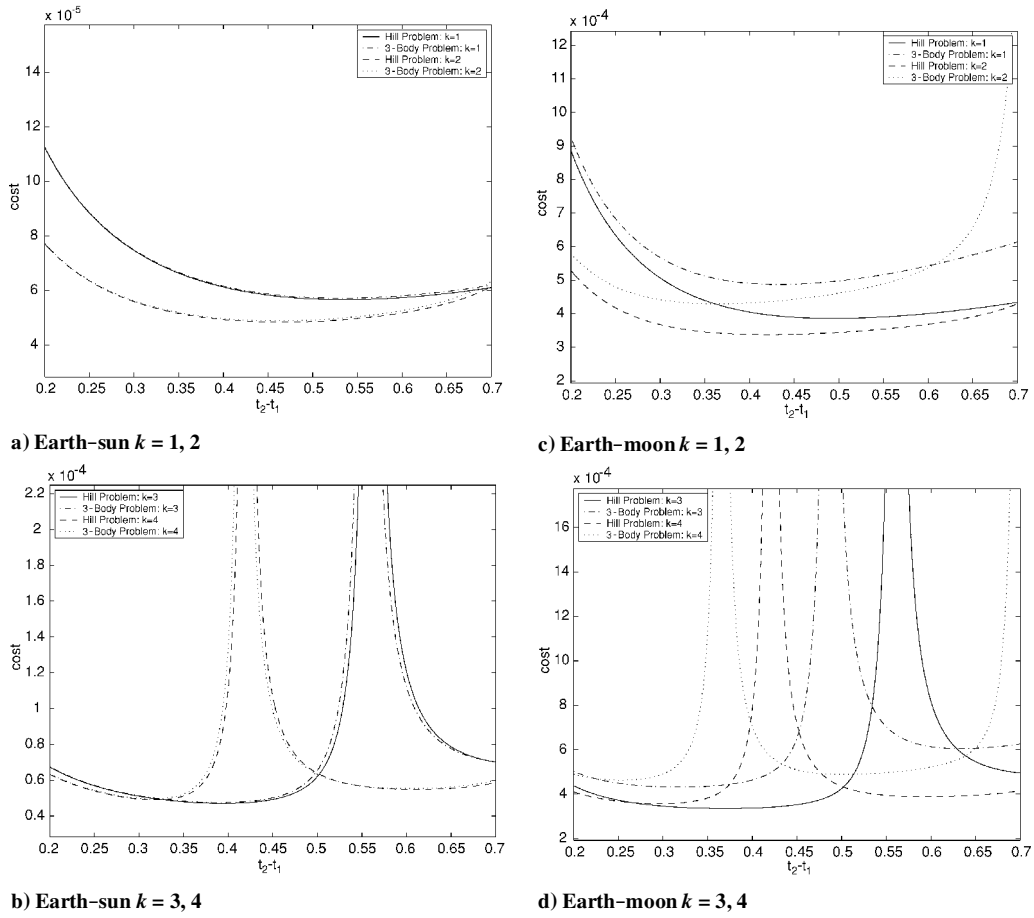 x 10^-5
Hill Problem: k=1
3-Body Problem: k=1
Hill Problem: k=2
3-Body Problem: k=2
14
12
10
8
6
4
cost
0.2 0.25 0.3 0.35 0.4 0.45 0.5 0.55 0.6 0.65 0.7
t2-t1
a) Earth-sun k = 1, 2
x 10^-4
Hill Problem: k=1
3-Body Problem: k=1
Hill Problem: k=2
3-Body Problem: k=2
12
11
10
9
8
7
6
5
4
3
2
cost
0.2 0.25 0.3 0.35 0.4 0.45 0.5 0.55 0.6 0.65 0.7
t2-t1
c) Earth-moon k = 1, 2
x 10^-4
Hill Problem: k=3
3-Body Problem: k=3
Hill Problem: k=4
3-Body Problem: k=4
2.2
2
1.8
1.6
1.4
1.2
1
0.8
0.6
0.4
cost
0.2 0.25 0.3 0.35 0.4 0.45 0.5 0.55 0.6 0.65 0.7
t2-t1
b) Earth-sun k = 3, 4
x 10^-4
Hill Problem: k=3
3-Body Problem: k=3
Hill Problem: k=4
3-Body Problem: k=4
16
14
12
10
8
6
4
2
cost
0.2 0.25 0.3 0.35 0.4 0.45 0.5 0.55 0.6 0.65 0.7
t2-t1
d) Earth-moon k = 3, 4